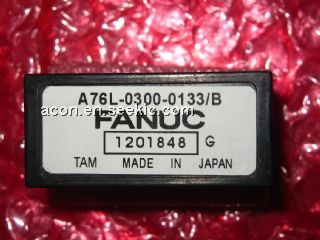 A76L-0300-0133/B
acon.en.seekic.com
FANUC
1201848 G
TAM MADE IN JAPAN